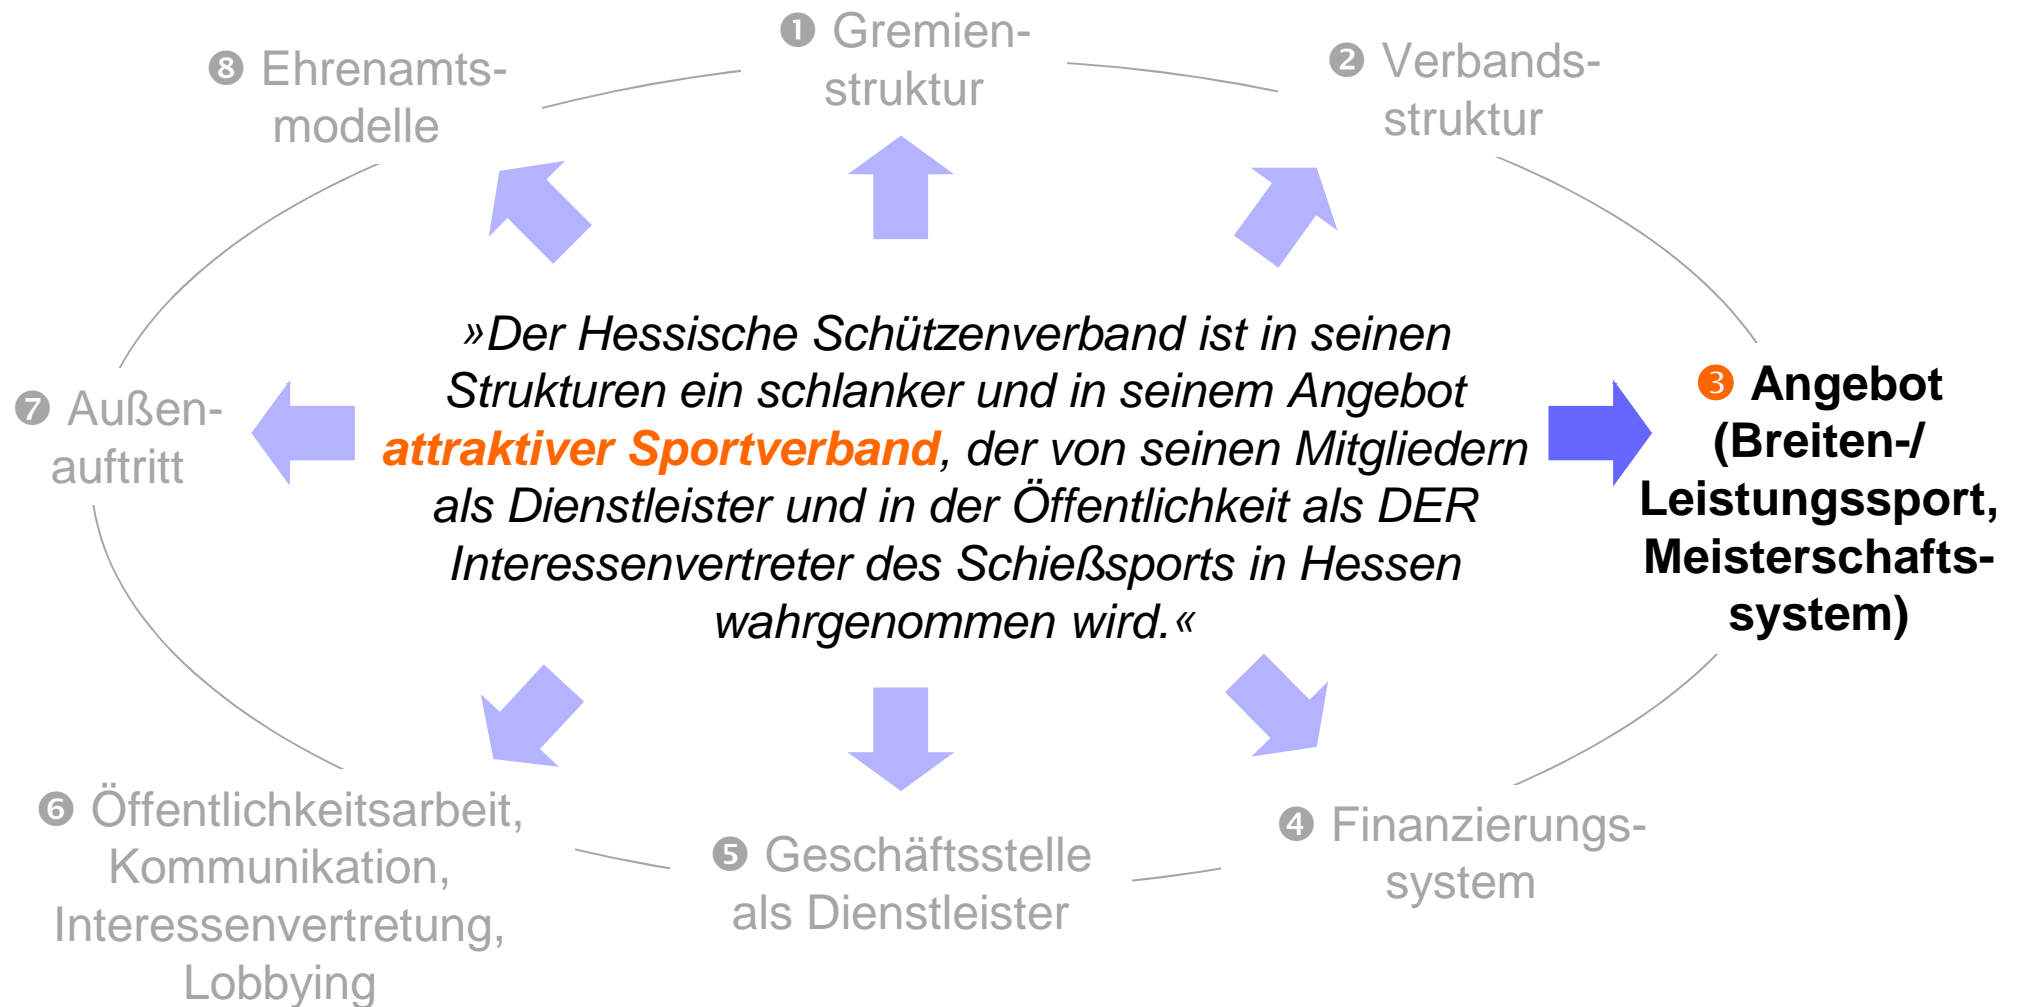 ❶ Gremien-
struktur
❷ Verbands-
struktur
❸ Angebot
(Breiten-/
Leistungssport,
Meisterschafts-
system)
❹ Finanzierungs-
system
❺ Geschäftsstelle
als Dienstleister
❻ Öffentlichkeitsarbeit,
Kommunikation,
Interessenvertretung,
Lobbying
❼ Außen-
auftritt
❽ Ehrenamts-
modelle
»Der Hessische Schützenverband ist in seinen
Strukturen ein schlanker und in seinem Angebot
attraktiver Sportverband, der von seinen Mitgliedern
als Dienstleister und in der Öffentlichkeit als DER
Interessenvertreter des Schießsports in Hessen
wahrgenommen wird.«